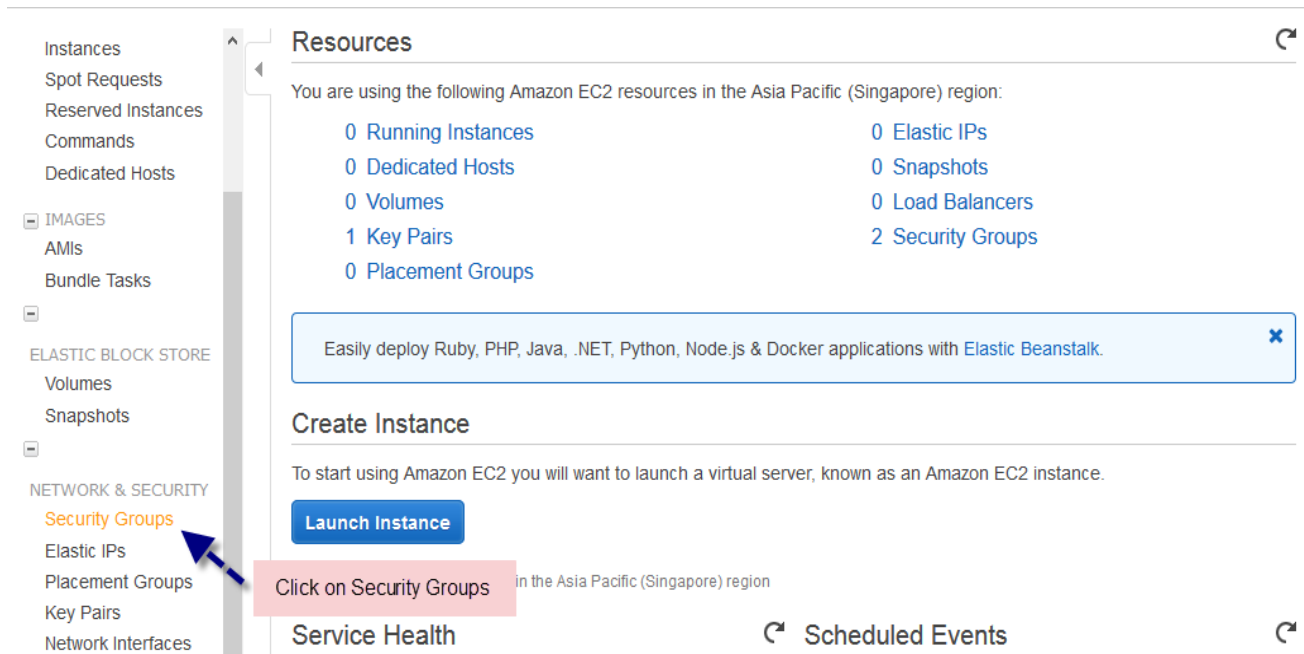 Instances
Spot Requests
Reserved Instances
Commands
Dedicated Hosts
IMAGES
AMIs
Bundle Tasks
ELASTIC BLOCK STORE
Volumes
Snapshots
NETWORK & SECURITY
Security Groups
Elastic IPs
Placement Groups
Key Pairs
Network Interfaces
Resources
You are using the following Amazon EC2 resources in the Asia Pacific (Singapore) region:
0 Running Instances
0 Elastic IPs
0 Dedicated Hosts
0 Snapshots
0 Volumes
0 Load Balancers
1 Key Pairs
2 Security Groups
0 Placement Groups
Easily deploy Ruby, PHP, Java, .NET, Python, Node.js & Docker applications with Elastic Beanstalk.
Create Instance
To start using Amazon EC2 you will want to launch a virtual server, known as an Amazon EC2 instance.
Launch Instance
Click on Security Groups
in the Asia Pacific (Singapore) region
Service Health
Scheduled Events